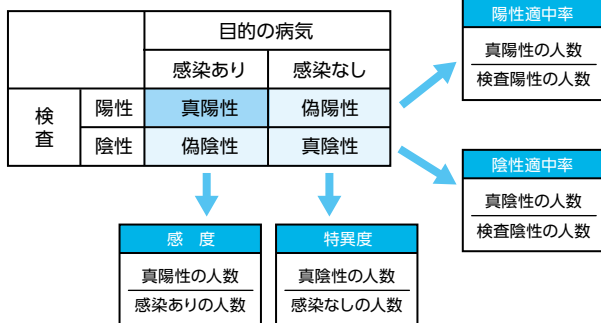 目的の病気
感染あり 感染なし
検査 陽性 真陽性 偽陽性
陰性 偽陰性 真陰性
陽性適中率
真陽性の人数
検査陽性の人数
陰性適中率
真陰性の人数
検査陰性の人数
感 度
真陽性の人数
感染ありの人数
特異度
真陰性の人数
感染なしの人数